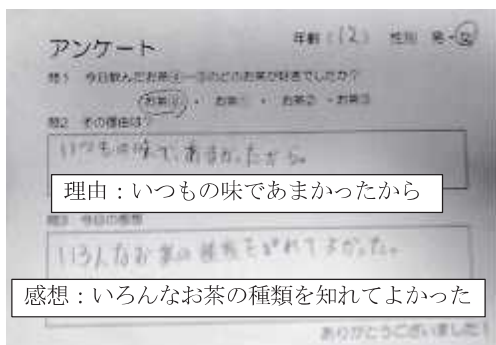 アンケート 年齢 (12) 性別 男・女
問1 今日飲んだお茶⓪~③のどのお茶が好きでしたか?
お茶⓪ ・ お茶① ・ お茶② ・お茶③
問2 その理由は?
いつもの味で、あまかったから。
理由：いつもの味であまかったから
問3 今日の感想
いろんなお茶の種類を知れてよかった。
感想：いろんなお茶の種類を知れてよかった
ありがとうございました!